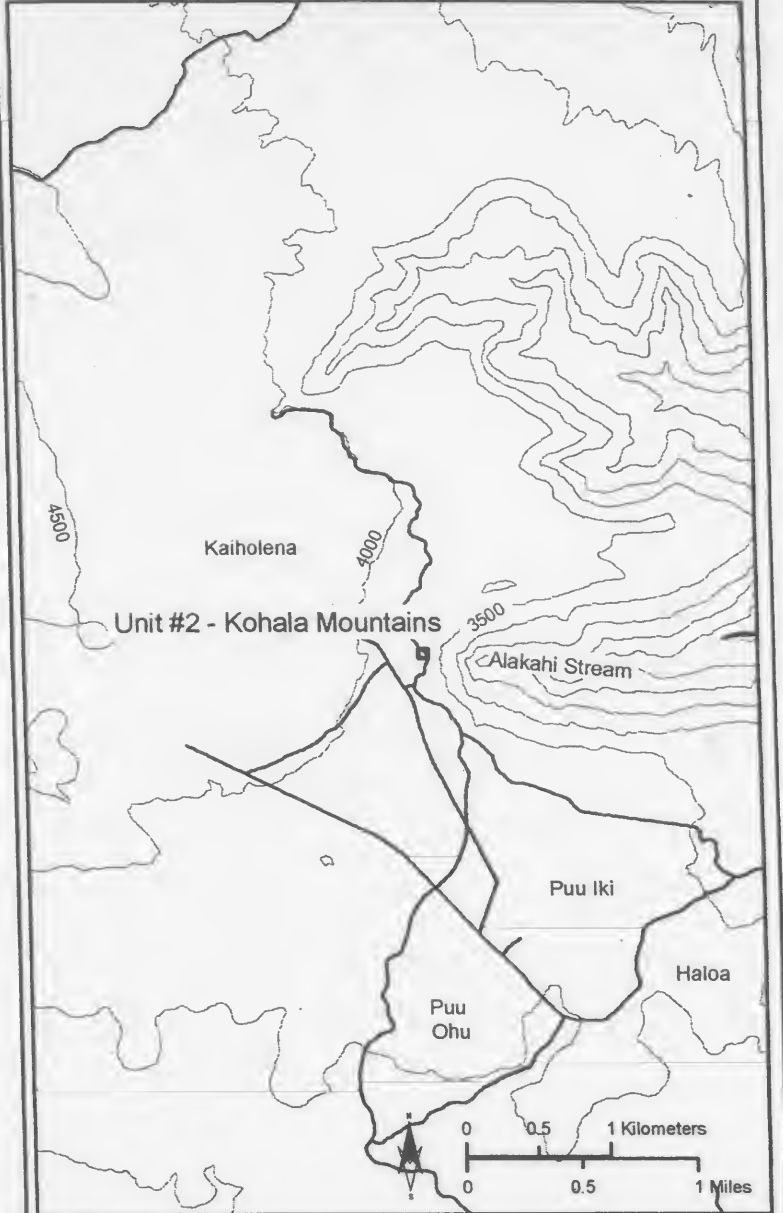 4500
Kaiholena
4000
Unit #2 - Kohala Mountains
3500
Alakahi Stream
Puu Iki
Haloa
Puu
Ohu
N
S
0 0.5 1 Kilometers
0 0.5 1 Miles